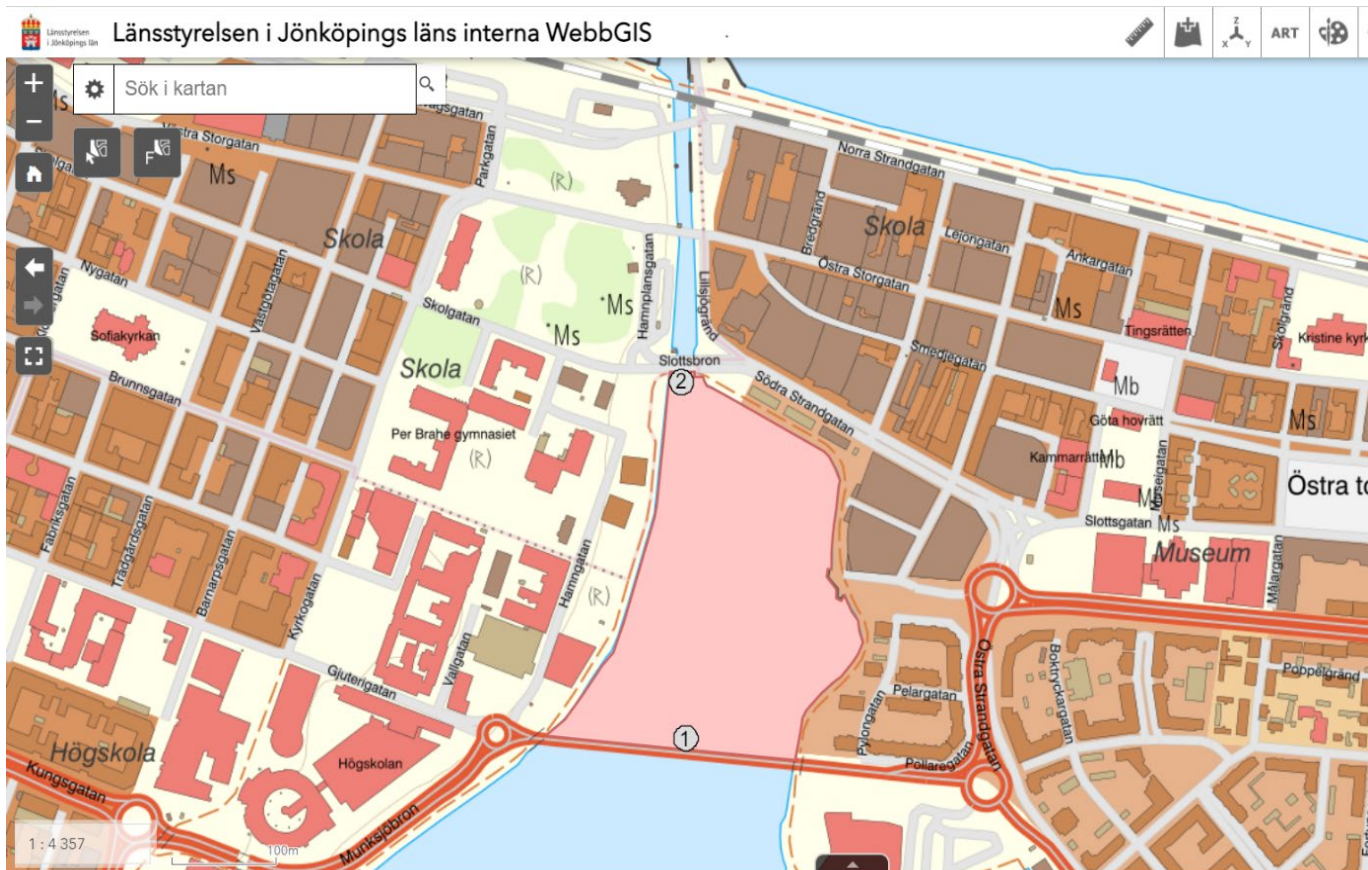 Länsstyrelsen
i Jönköpings län
Länsstyrelsen i Jönköpings läns interna WebbGIS
Z
X
Y
ART
+
−
Sök i kartan
F
Västra Storgatan
Ms
Parkgatan
(R)
Norra Strandgatan
Bredgränd
Skola
Lejongatan
Ankargatan
Skola
Nygatan
Västgötagatan
(R)
Hamnplansgatan
Lillsjögränd
Östra Storgatan
Ms
Ms
Skolgränd
Skolgatan
Ms
Tingsrätten
Kristine kyrk
Sofiakyrkan
Skola
Slottsbron
Smedjegatan
Brunnsgatan
2
Södra Strandgatan
Mb
Göta hovrätt
Ms
Per Brahe gymnasiet
(R)
Kammarrätten
Mb
Östra to
Slottsgatan
Ms
Museum
Fabriksgatan
Trädgårdsgatan
Barnarpsgatan
Kyrkogatan
Hamngatan
(R)
Mälargatan
Vallgatan
Gjuterigatan
Östra Strandgatan
Boktryckargatan
Poppelgränd
Pelargatan
Pylongatan
Högskola
Högskolan
1
Pollaregatan
Kungsgatan
Munksjöbron
1 : 4 357
100m